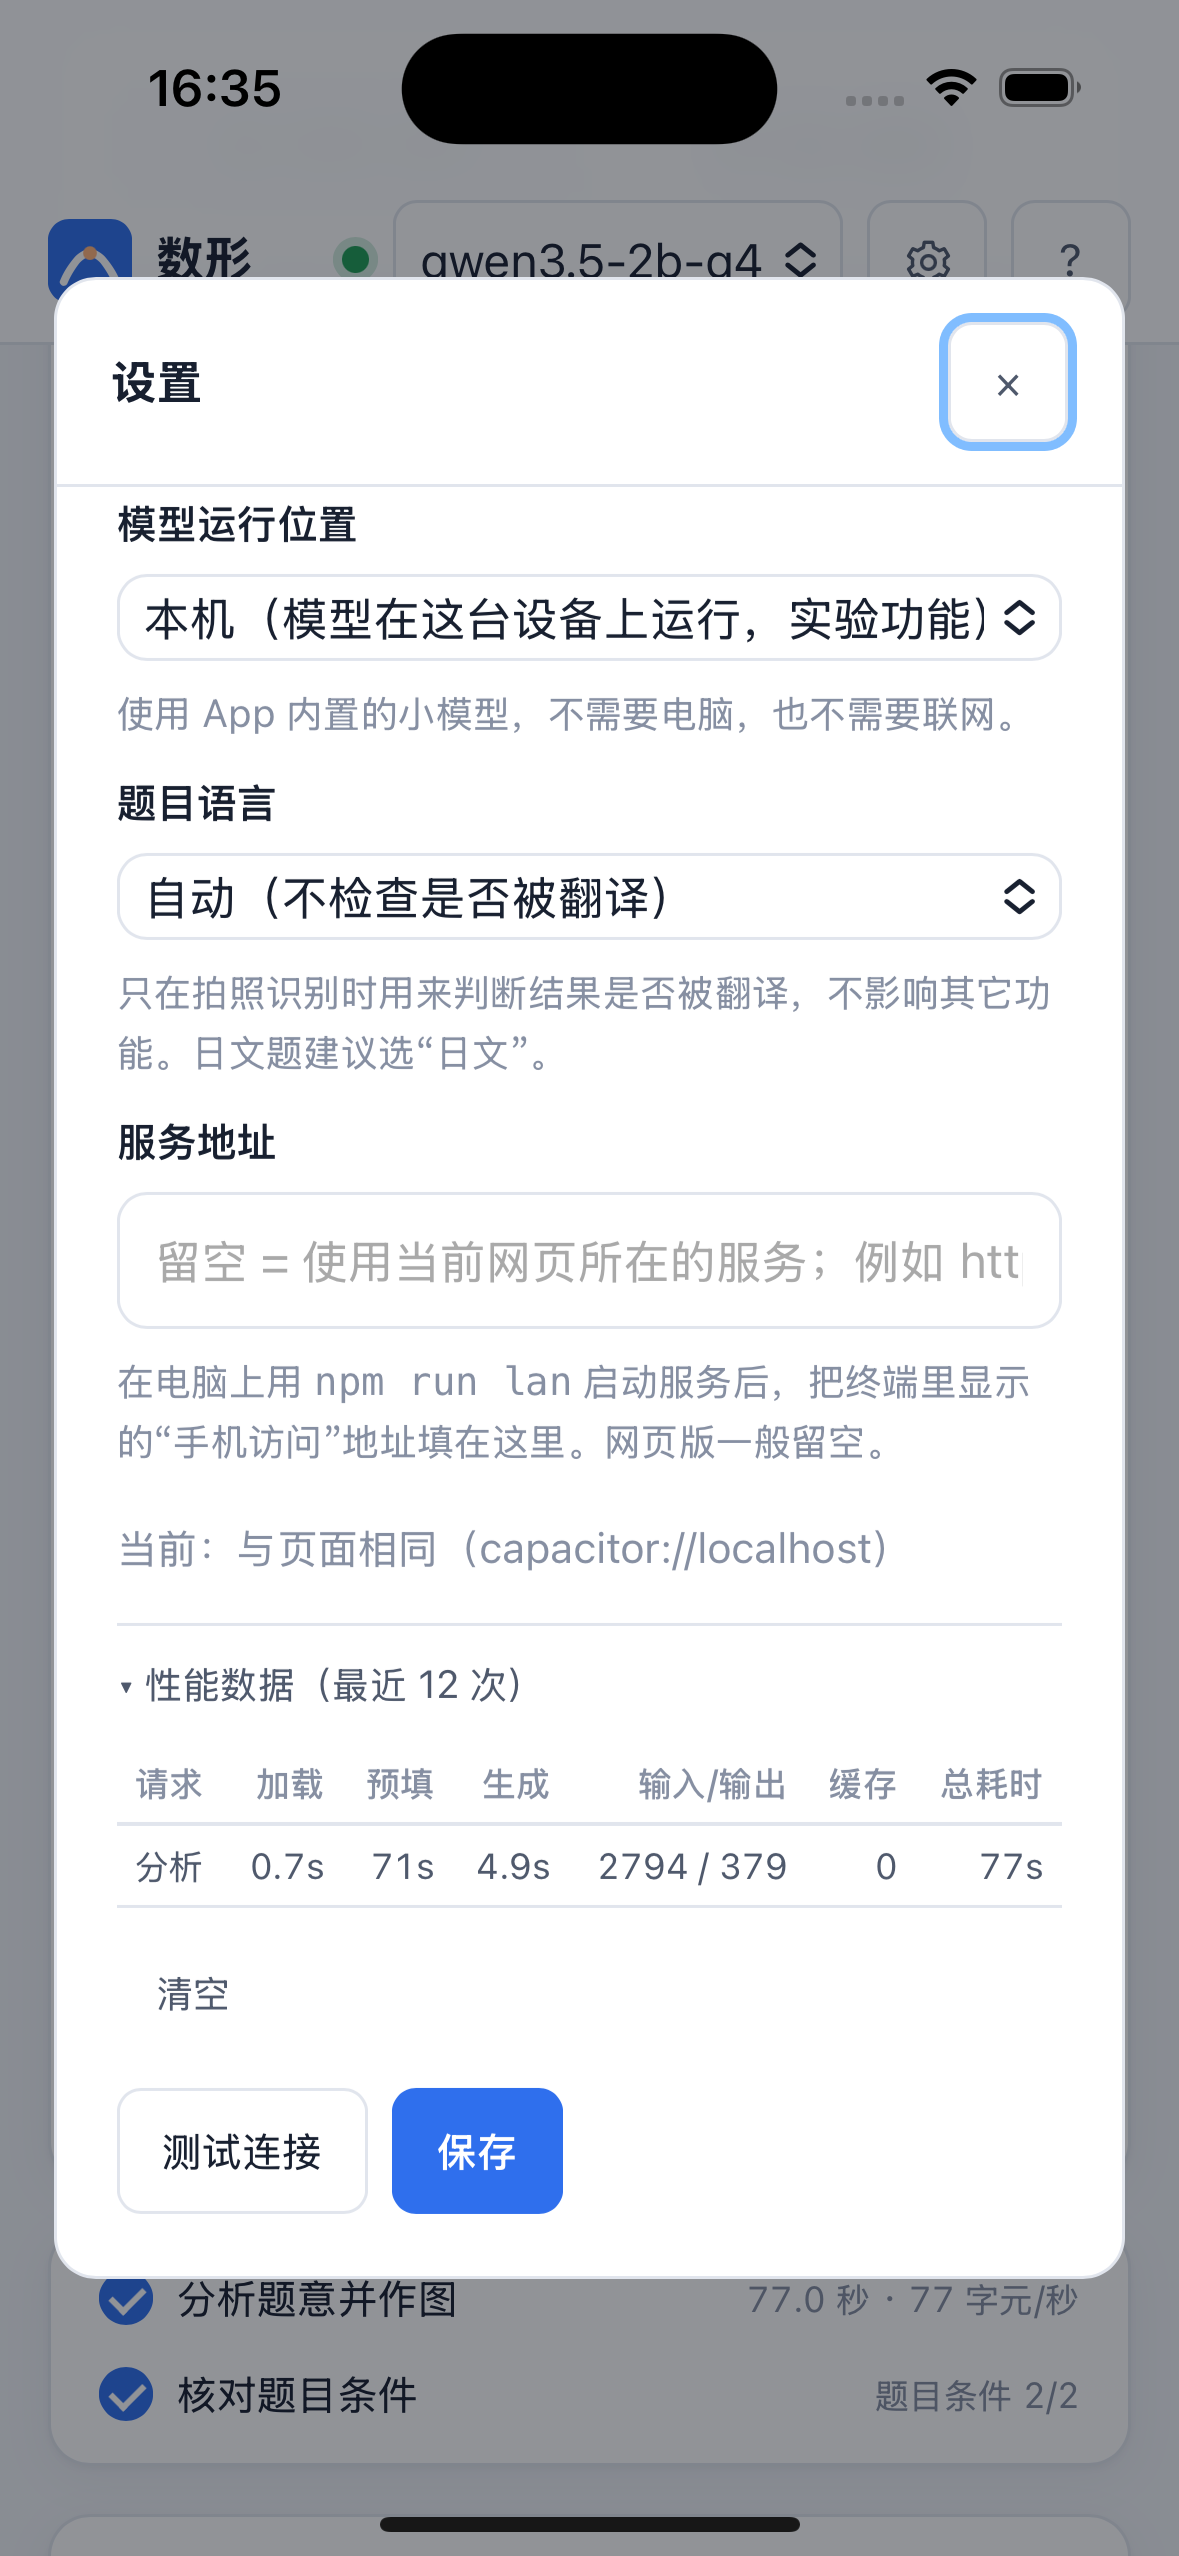 16:35
数形
qwen3.5-2b-q4
?
设置
×
模型运行位置
本机（模型在这台设备上运行，实验功能）
使用 App 内置的小模型，不需要电脑，也不需要联网。
题目语言
自动（不检查是否被翻译）
只在拍照识别时用来判断结果是否被翻译，不影响其它功
能。日文题建议选“日文”。
服务地址
留空 = 使用当前网页所在的服务；例如 htt
在电脑上用 npm run lan 启动服务后，把终端里显示
的“手机访问”地址填在这里。网页版一般留空。
当前：与页面相同（capacitor://localhost）
▾ 性能数据（最近 12 次）
请求 加载 预填 生成 输入/输出 缓存 总耗时
分析 0.7s 71s 4.9s 2794 / 379 0 77s
清空
测试连接 保存
分析题意并作图 77.0 秒 · 77 字元/秒
核对题目条件 题目条件 2/2